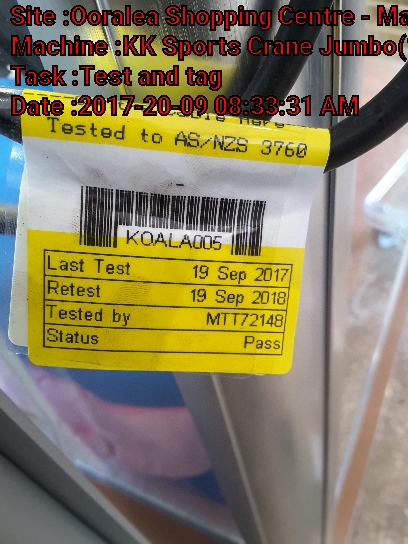 Site :Ooralea Shopping Centre - Ma
Machine :KK Sports Crane Jumbo(
Task :Test and tag
Date :2017-20-09 08:33:31 AM
here
Tested to AS/NZS 3760
KOALA005
Last Test 19 Sep 2017
Retest 19 Sep 2018
Tested by MTT72148
Status Pass